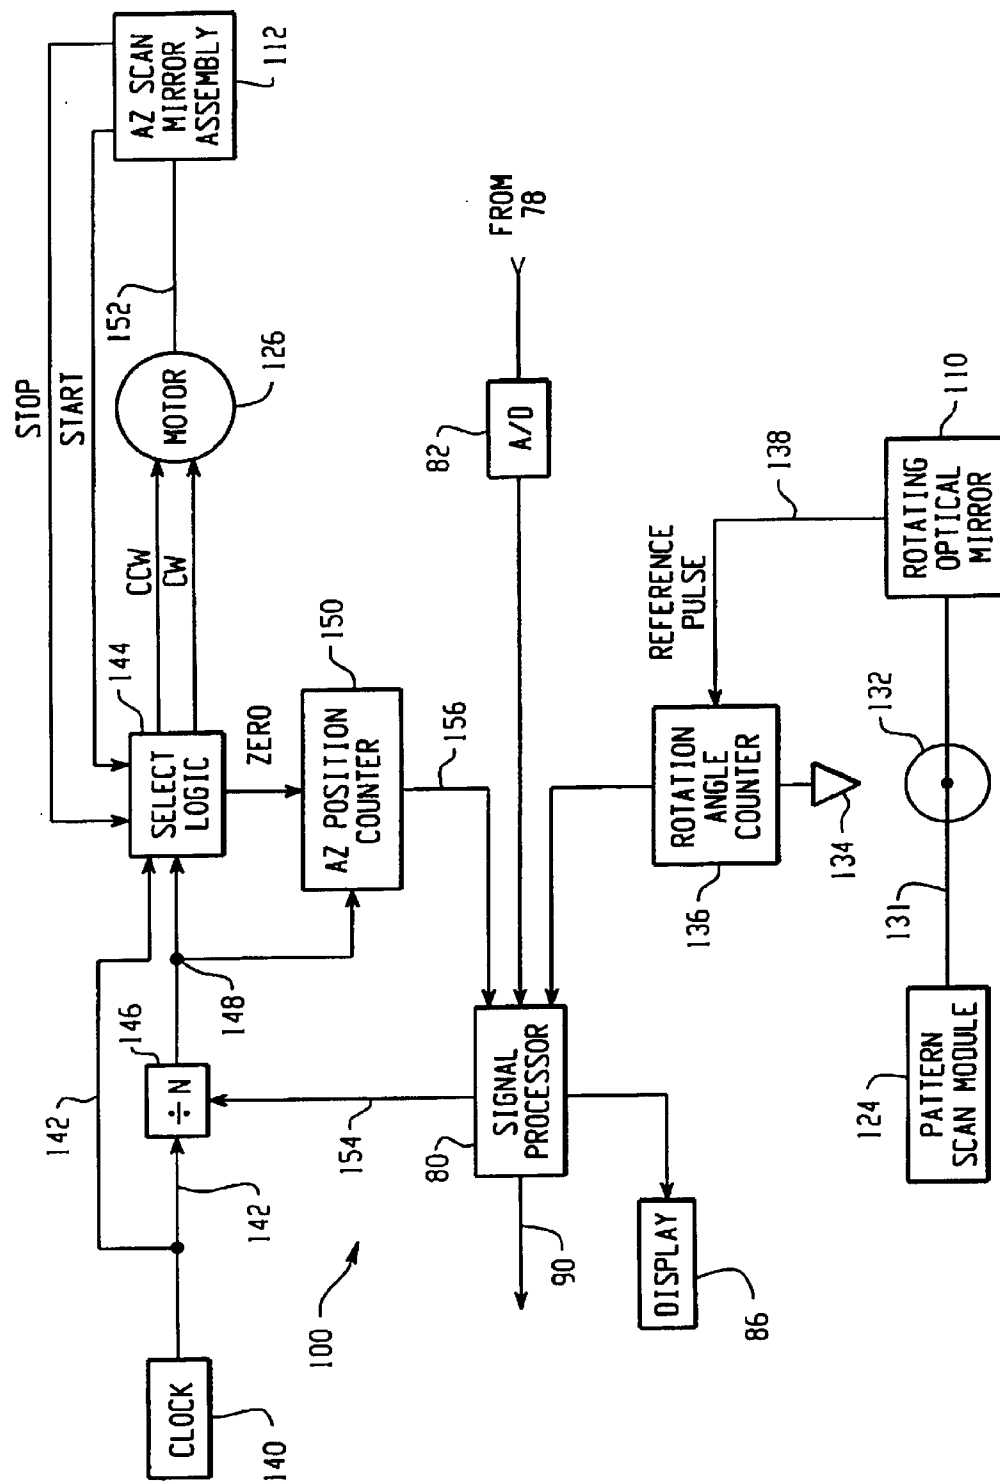 STOP
START
AZ SCAN
MIRROR
ASSEMBLY
112
152
MOTOR
126
CCW
CW
144
SELECT
LOGIC
ZERO
150
AZ POSITION
COUNTER
156
142
146
÷ N
148
142
154
CLOCK
140
100
FROM
78
A/D
82
SIGNAL
PROCESSOR
80
90
DISPLAY
86
REFERENCE
PULSE
138
ROTATION
ANGLE
COUNTER
136
134
110
ROTATING
OPTICAL
MIRROR
132
131
124
PATTERN
SCAN MODULE